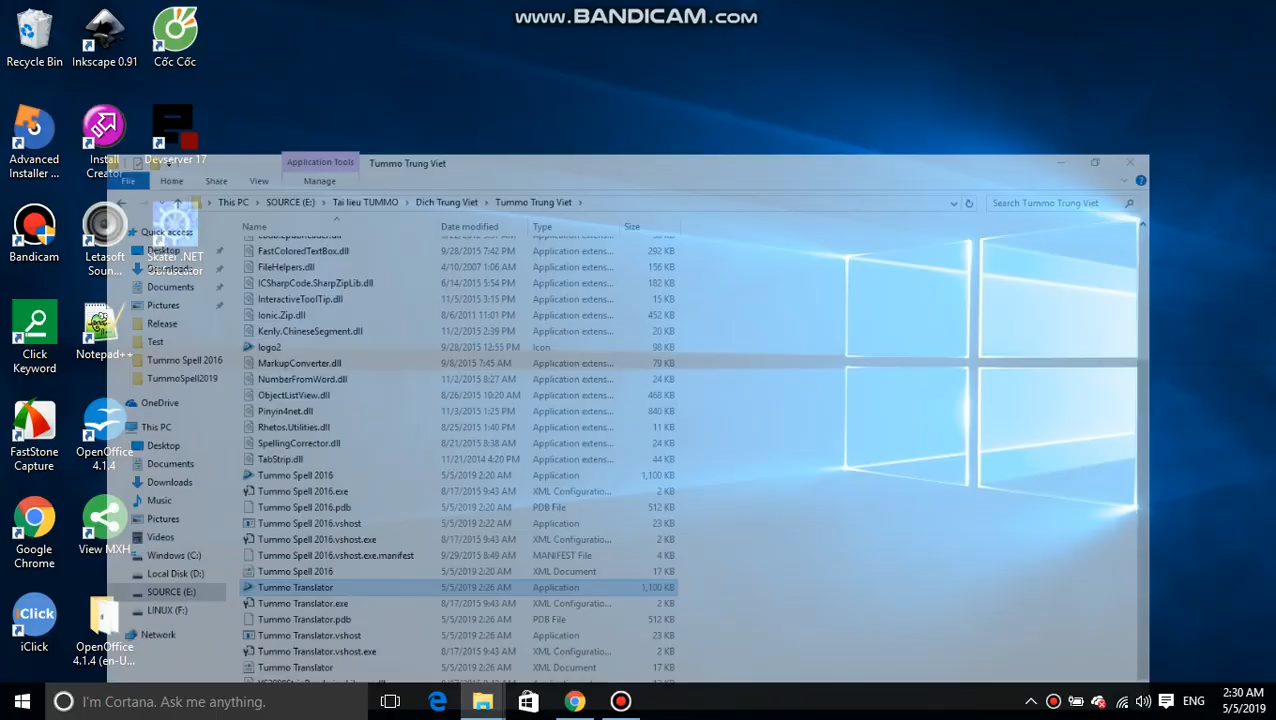 www.BANDICAM.com
Recycle Bin
Inkscape 0.91
Cốc Cốc
Advanced
Installer ...
Install
Creator
Devserver 17
Bandicam
Letasoft
Soun...
Skater .NET
Obfuscator
Click
Keyword
Notepad++
FastStone
Capture
OpenOffice
4.1.4
Google
Chrome
View MXH
iClick
OpenOffice
4.1.4 (en-U...
Application Tools
Tummo Trung Viet
File
Home
Share
View
Manage
This PC > SOURCE (E:) > Tai lieu TUMMO > Dich Trung Viet > Tummo Trung Viet >
Search Tummo Trung Viet
Quick access
Desktop
Downloads
Documents
Pictures
Release
Test
Tummo Spell 2016
TummoSpell2019
OneDrive
This PC
Desktop
Documents
Downloads
Music
Pictures
Videos
Windows (C:)
Local Disk (D:)
SOURCE (E:)
LINUX (F:)
Network
Name Date modified Type Size
FastColoredTextBox.dll 9/28/2015 7:42 PM Application extens... 292 KB
FileHelpers.dll 4/10/2007 1:06 AM Application extens... 156 KB
ICSharpCode.SharpZipLib.dll 6/14/2015 5:54 PM Application extens... 182 KB
InteractiveToolTip.dll 11/5/2015 3:15 PM Application extens... 15 KB
Ionic.Zip.dll 8/6/2011 11:01 PM Application extens... 452 KB
Kenly.ChineseSegment.dll 11/2/2015 2:39 PM Application extens... 20 KB
logo2 9/28/2015 12:55 PM Icon 98 KB
MarkupConverter.dll 9/8/2015 7:45 AM Application extens... 79 KB
NumberFromWord.dll 11/2/2015 8:27 AM Application extens... 24 KB
ObjectListView.dll 8/26/2015 10:20 AM Application extens... 468 KB
Pinyin4net.dll 11/3/2015 1:25 PM Application extens... 840 KB
Rhetos.Utilities.dll 8/25/2015 1:40 PM Application extens... 11 KB
SpellingCorrector.dll 8/21/2015 8:38 AM Application extens... 24 KB
TabStrip.dll 11/21/2014 4:20 PM Application extens... 44 KB
Tummo Spell 2016 5/5/2019 2:20 AM Application 1,100 KB
Tummo Spell 2016.exe 8/17/2015 9:43 AM XML Configuratio... 2 KB
Tummo Spell 2016.pdb 5/5/2019 2:20 AM PDB File 512 KB
Tummo Spell 2016.vshost 5/5/2019 2:22 AM Application 23 KB
Tummo Spell 2016.vshost.exe 8/17/2015 9:43 AM XML Configuratio... 2 KB
Tummo Spell 2016.vshost.exe.manifest 9/29/2015 8:49 AM MANIFEST File 4 KB
Tummo Spell 2016 5/5/2019 2:20 AM XML Document 17 KB
Tummo Translator 5/5/2019 2:26 AM Application 1,100 KB
Tummo Translator.exe 8/17/2015 9:43 AM XML Configuratio... 2 KB
Tummo Translator.pdb 5/5/2019 2:26 AM PDB File 512 KB
Tummo Translator.vshost 5/5/2019 2:26 AM Application 23 KB
Tummo Translator.vshost.exe 8/17/2015 9:43 AM XML Configuratio... 2 KB
Tummo Translator 5/5/2019 2:26 AM XML Document 17 KB
I'm Cortana. Ask me anything.
ENG
2:30 AM
5/5/2019